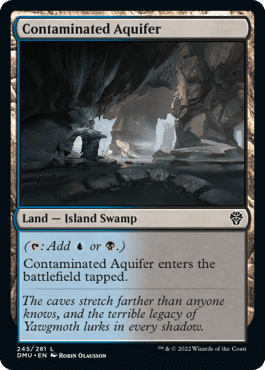 Contaminated Aquifer
Land — Island Swamp
(: Add or .)
Contaminated Aquifer enters the
battlefield tapped.
The caves stretch farther than anyone
knows, and the terrible legacy of
Yawgmoth lurks in every shadow.
245/281 L
DMU • EN Robin Olausson
™ & © 2022 Wizards of the Coast